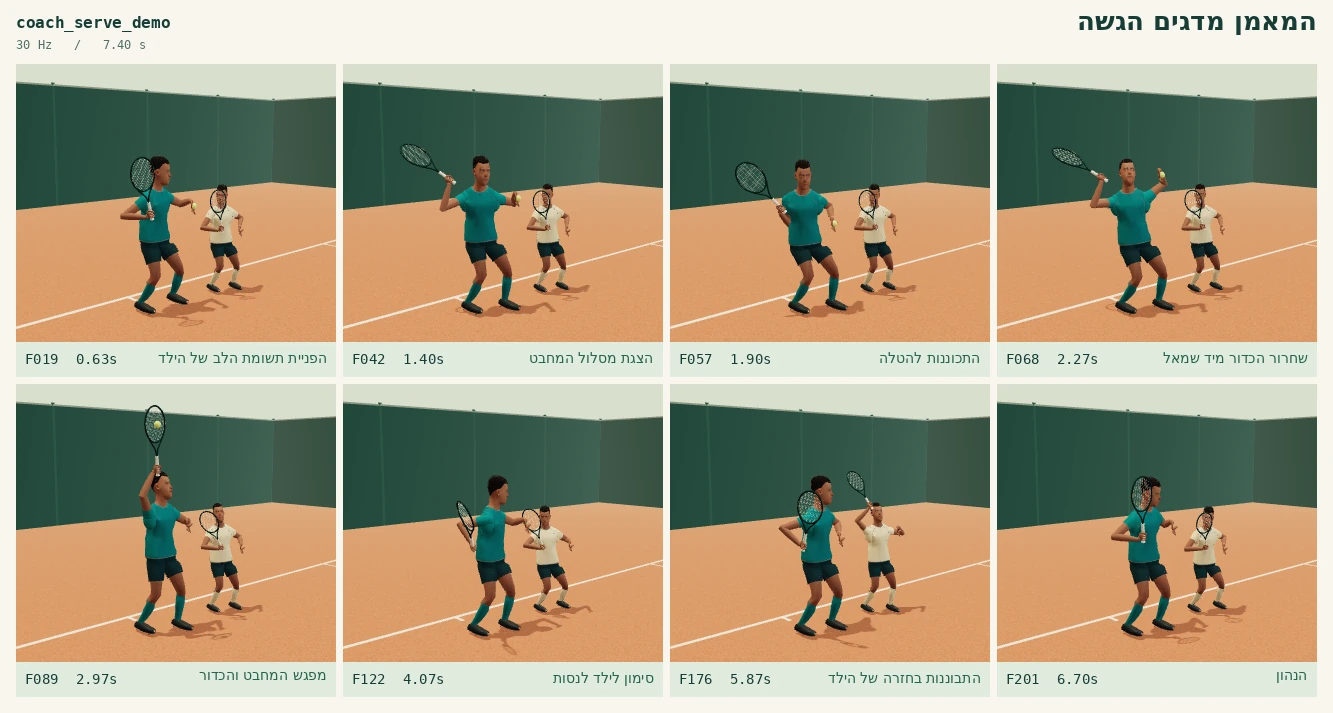 coach_serve_demo
המאמן מדגים הגשה
30 Hz / 7.40 s
F019 0.63s הפניית תשומת הלב של הילד
F042 1.40s הצגת מסלול המחבט
F057 1.90s התכוננות להטלה
F068 2.27s שחרור הכדור מיד שמאל
F089 2.97s מפגש המחבט והכדור
F122 4.07s סימון לילד לנסות
F176 5.87s התבוננות בחזרה של הילד
F201 6.70s הנהון